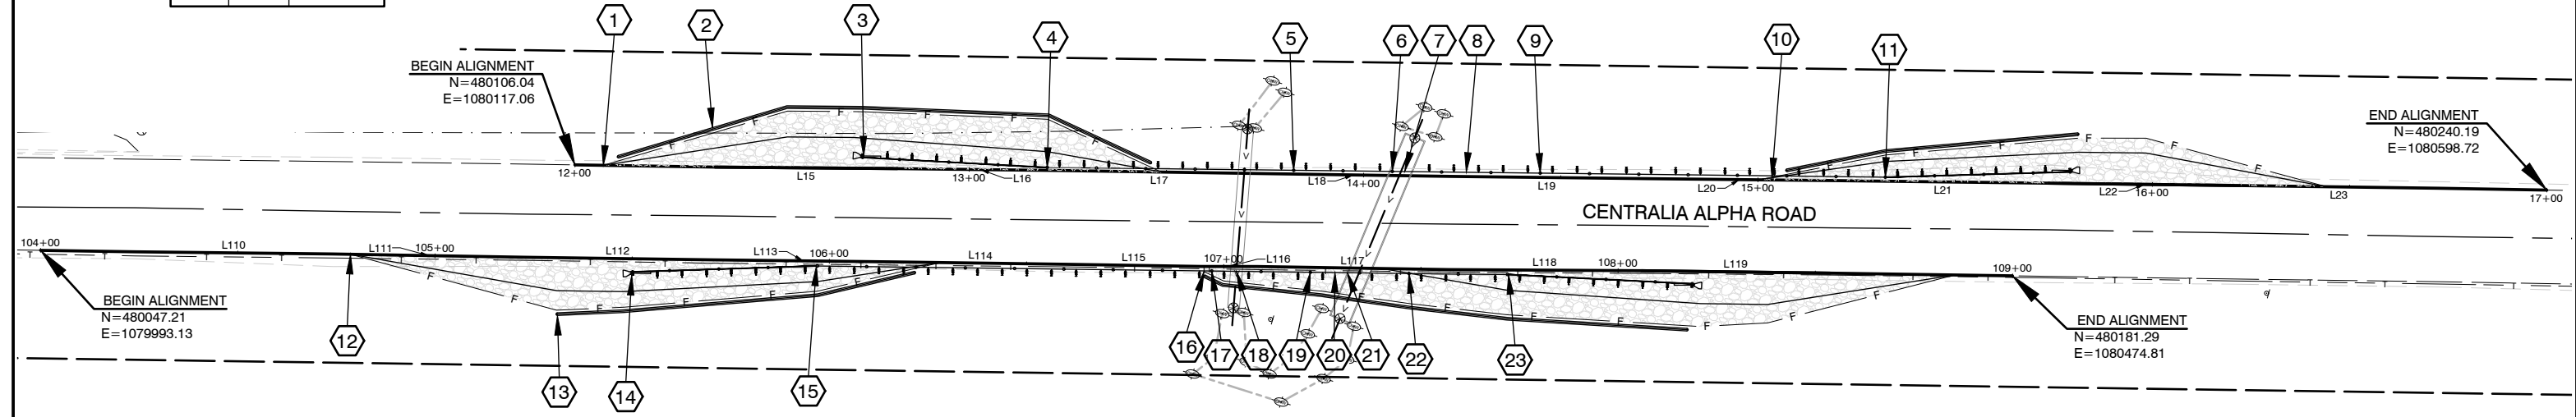 1
2
3
4
5
6
7
8
9
10
11
BEGIN ALIGNMENT
N=480106.04
E=1080117.06
END ALIGNMENT
N=480240.19
E=1080598.72
F
F
F
F
F
F
F
F
F
F
12+00
L15
13+00
L16
L17
L18
14+00
L19
L20
15+00
L21
L22
16+00
L23
17+00
V
V
V
V
V
V
CENTRALIA ALPHA ROAD
104+00
L110
L111
105+00
L112
L113
106+00
L114
L115
107+00
L116
L117
L118
108+00
L119
109+00
F
F
F
F
F
F
F
F
F
F
F
F
F
BEGIN ALIGNMENT
N=480047.21
E=1079993.13
END ALIGNMENT
N=480181.29
E=1080474.81
12
13
14
15
16
17
18
19
20
21
22
23